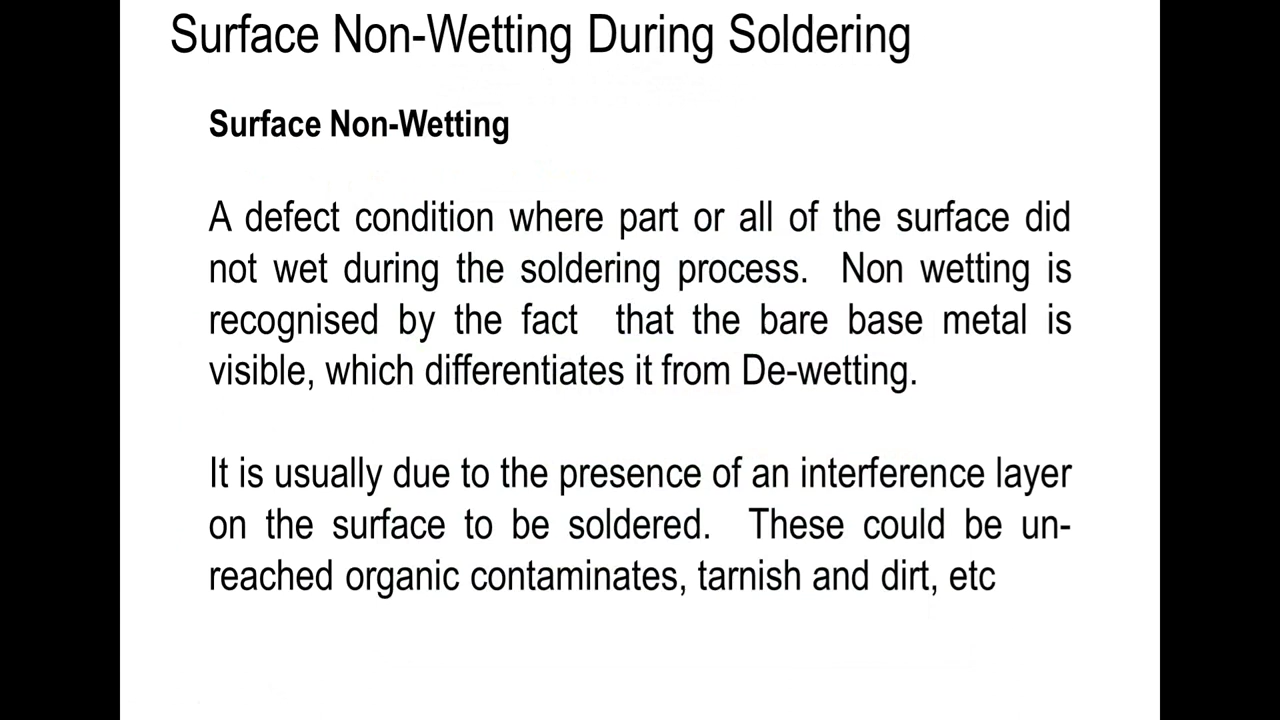 Surface Non-Wetting During Soldering
Surface Non-Wetting
A defect condition where part or all of the surface did
not wet during the soldering process. Non wetting is
recognised by the fact that the bare base metal is
visible, which differentiates it from De-wetting.
It is usually due to the presence of an interference layer
on the surface to be soldered. These could be un-
reached organic contaminates, tarnish and dirt, etc